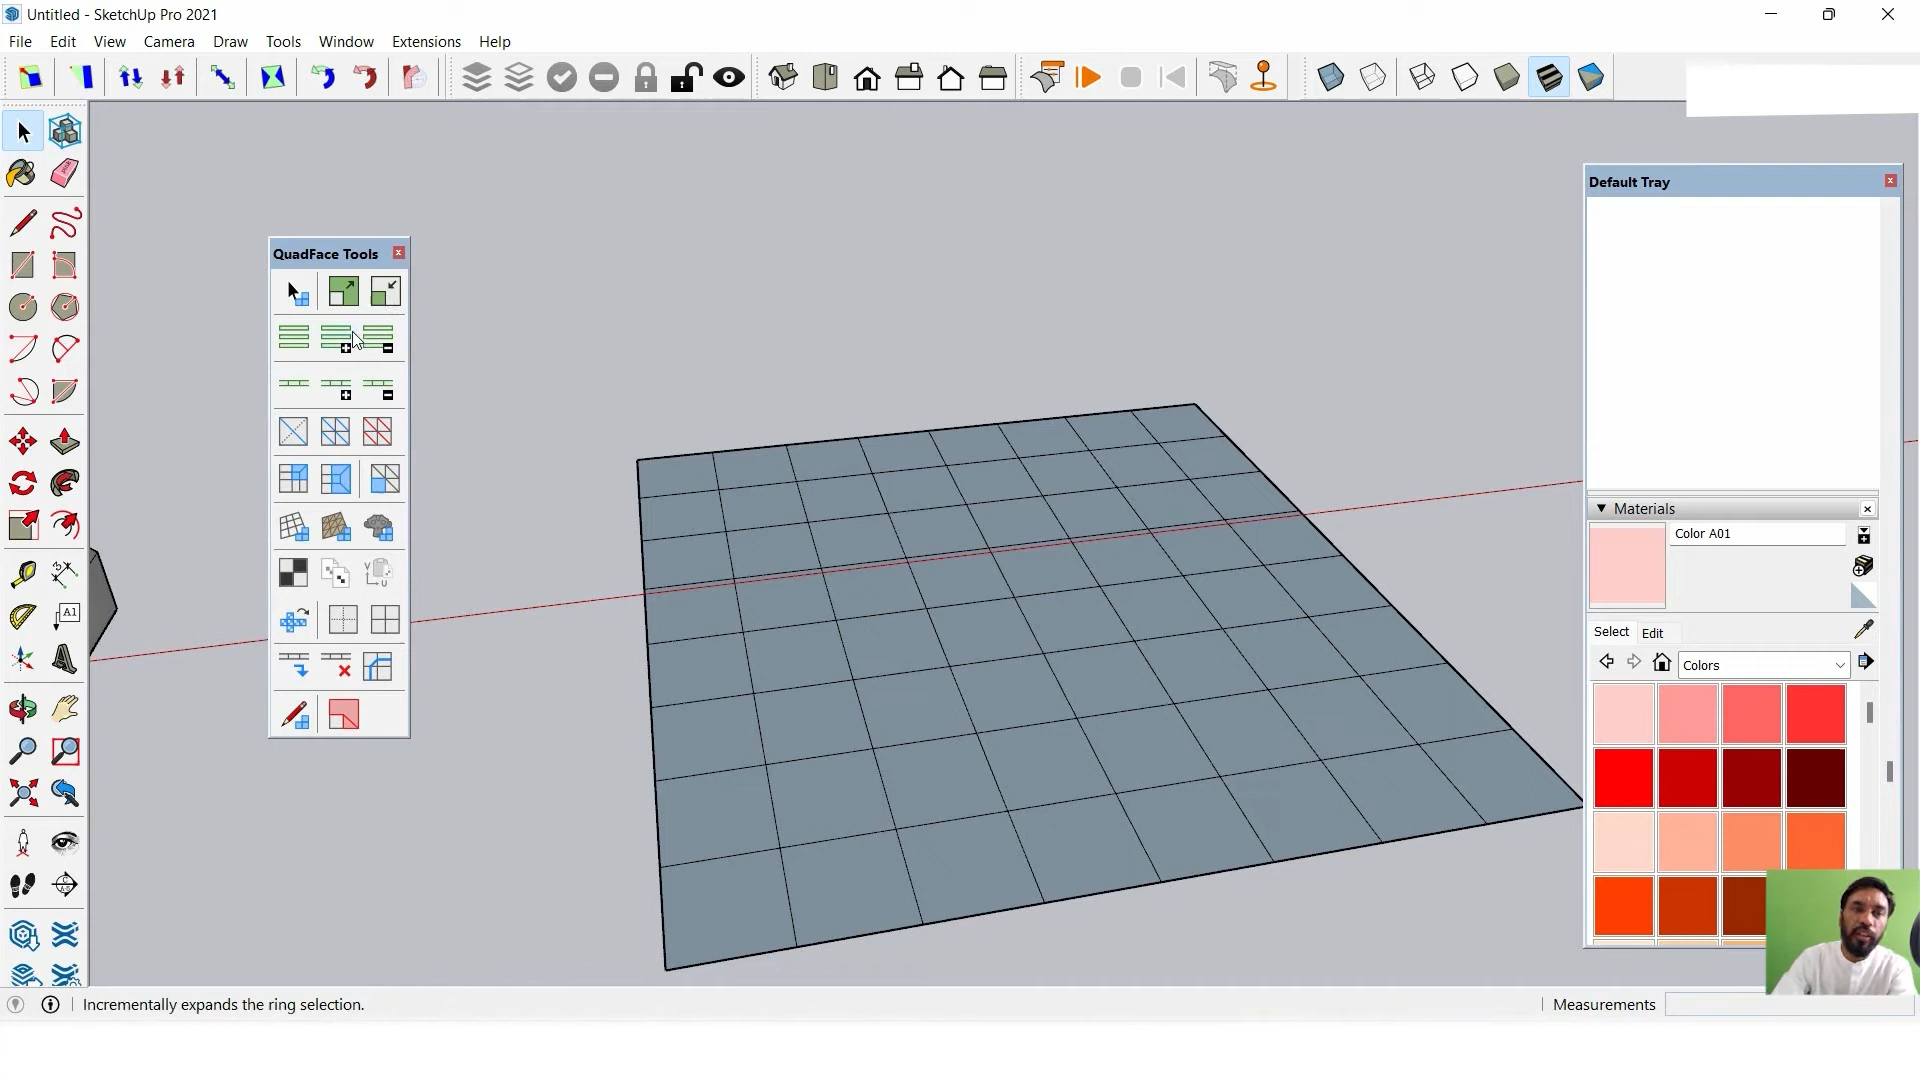 Untitled - SketchUp Pro 2021
File Edit View Camera Draw Tools Window Extensions Help
Default Tray
QuadFace Tools
Materials
Color A01
Select Edit
Colors
A1
Incrementally expands the ring selection.
Measurements